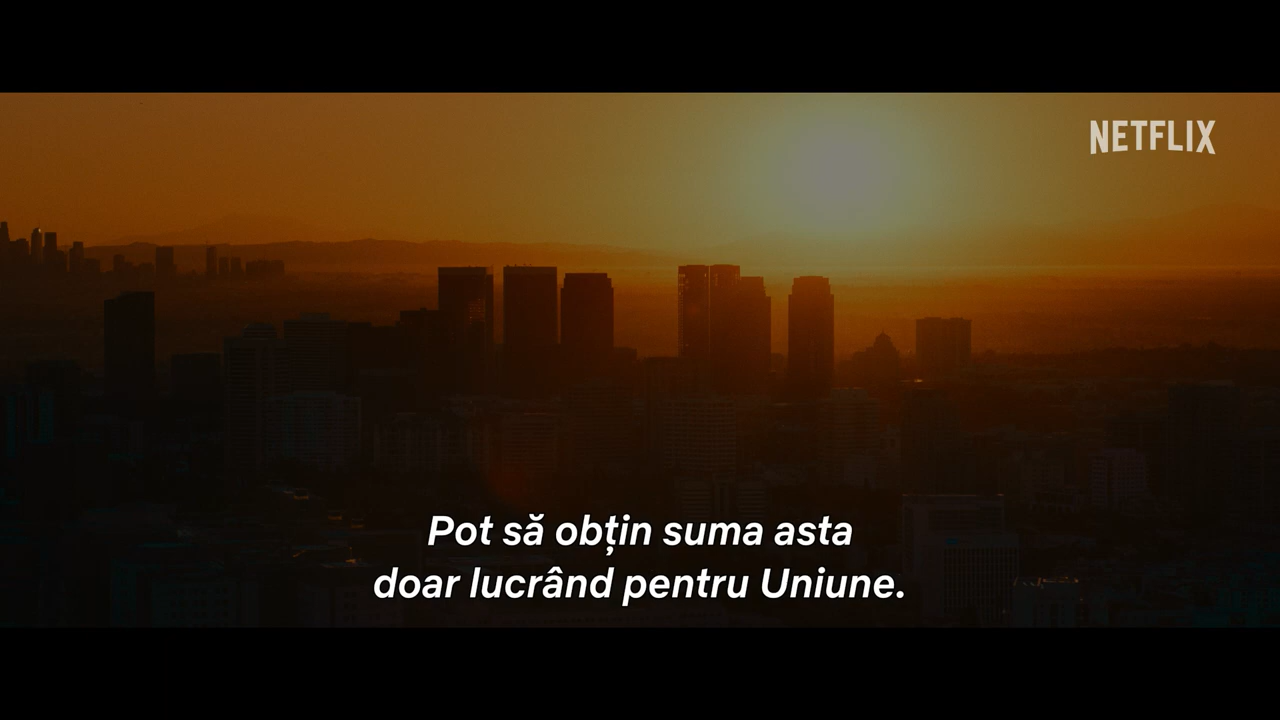 NETFLIX
Pot să obțin suma asta
doar lucrând pentru Uniune.